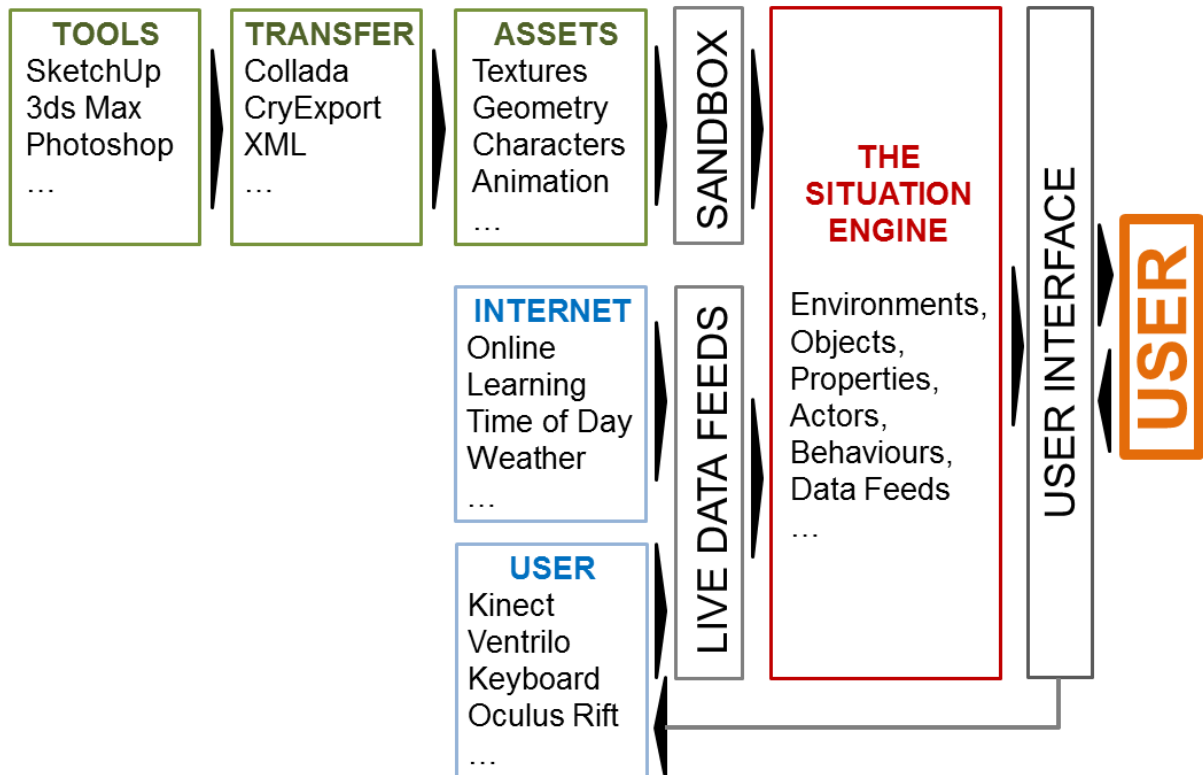 TOOLS
SketchUp
3ds Max
Photoshop
…
TRANSFER
Collada
CryExport
XML
…
ASSETS
Textures
Geometry
Characters
Animation
…
SANDBOX
INTERNET
Online
Learning
Time of Day
Weather
…
USER
Kinect
Ventrilo
Keyboard
Oculus Rift
…
LIVE DATA FEEDS
THE
SITUATION
ENGINE
Environments,
Objects,
Properties,
Actors,
Behaviours,
Data Feeds
…
USER INTERFACE
USER